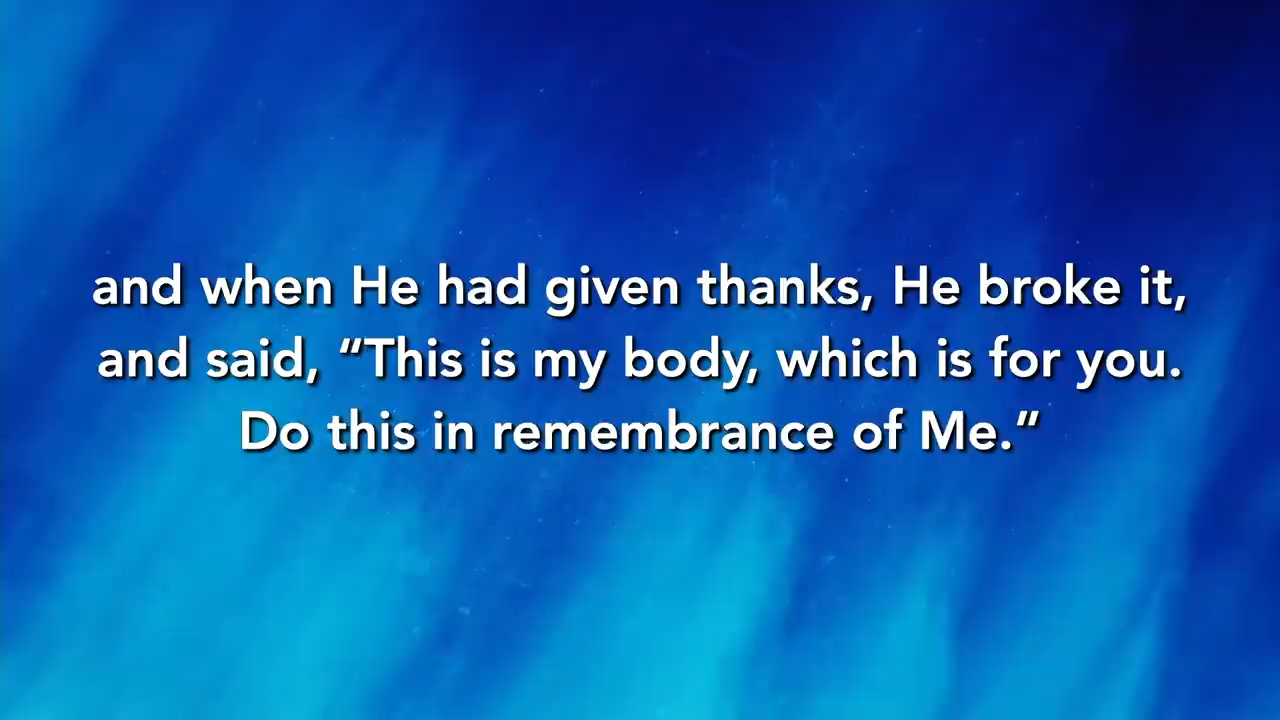 and when He had given thanks, He broke it,
and said, “This is my body, which is for you.
Do this in remembrance of Me.”